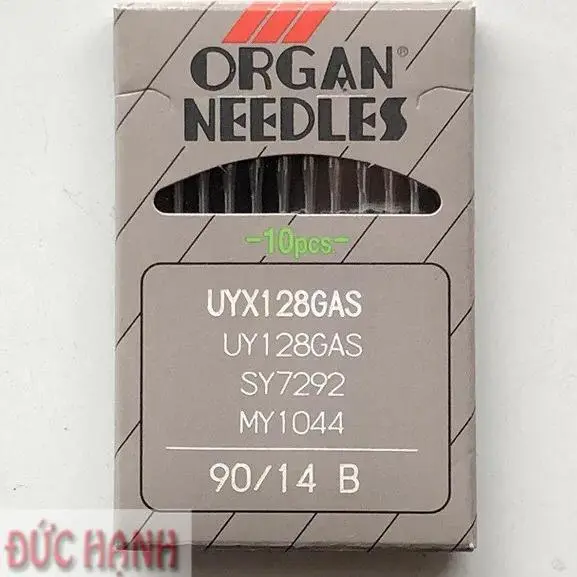 ORGAN®
NEEDLES
-10pcs.-
UYX128GAS
UY128GAS
SY7292
MY1044
90/14 B
ĐỨC HẠNH